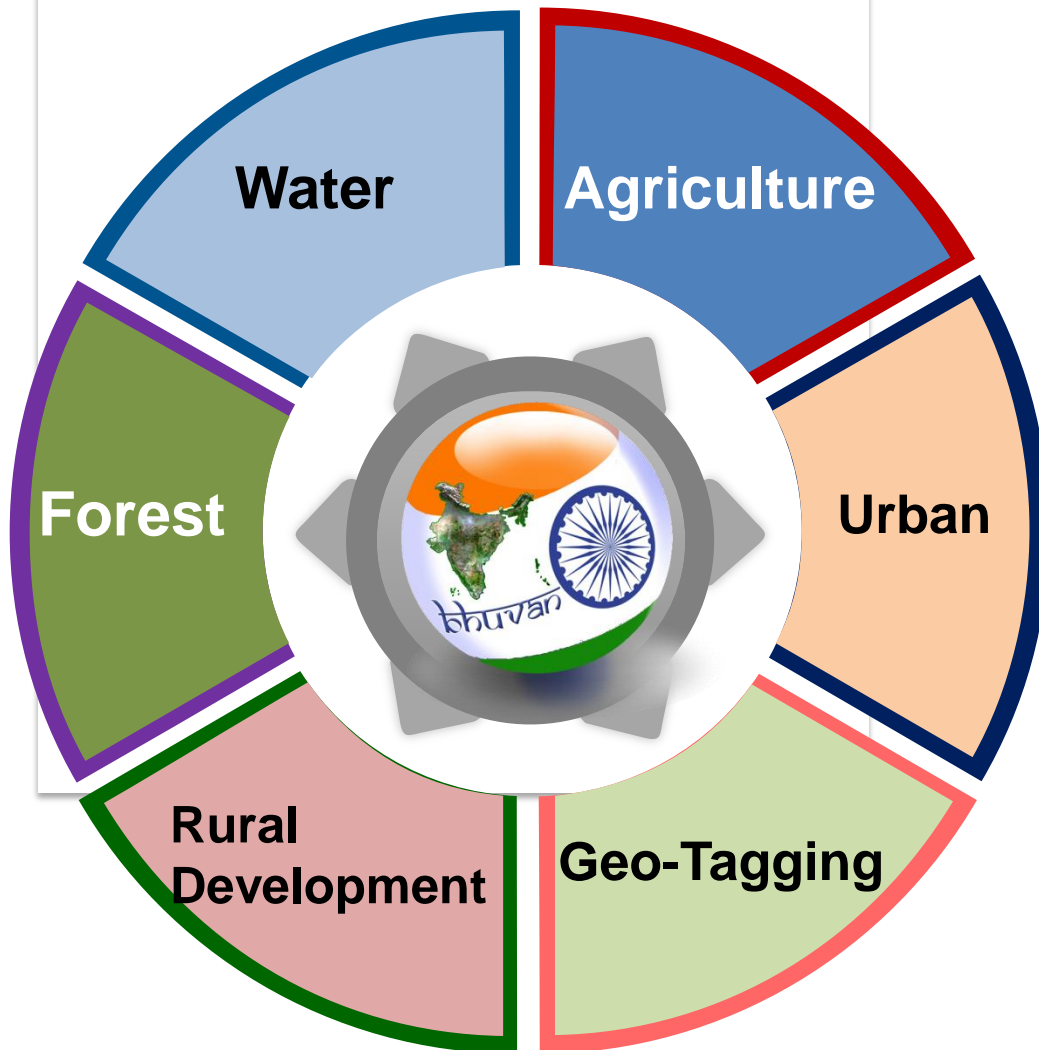 Water
Agriculture
Forest
bhuvan
Urban
Rural
Development
Geo-Tagging